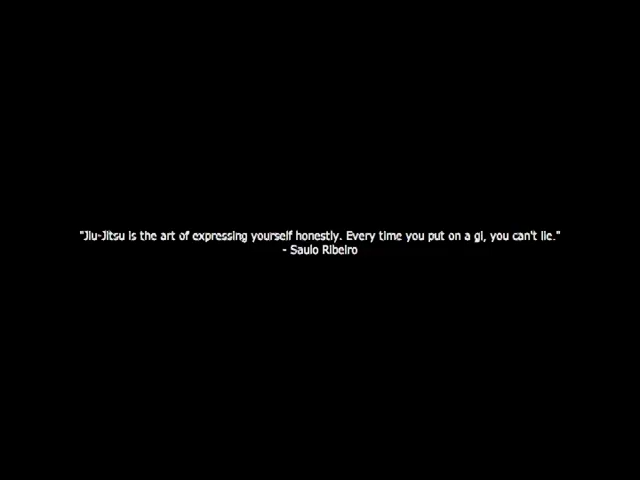 "Jiu-Jitsu is the art of expressing yourself honestly. Every time you put on a gi, you can't lie."
- Saulo Ribeiro